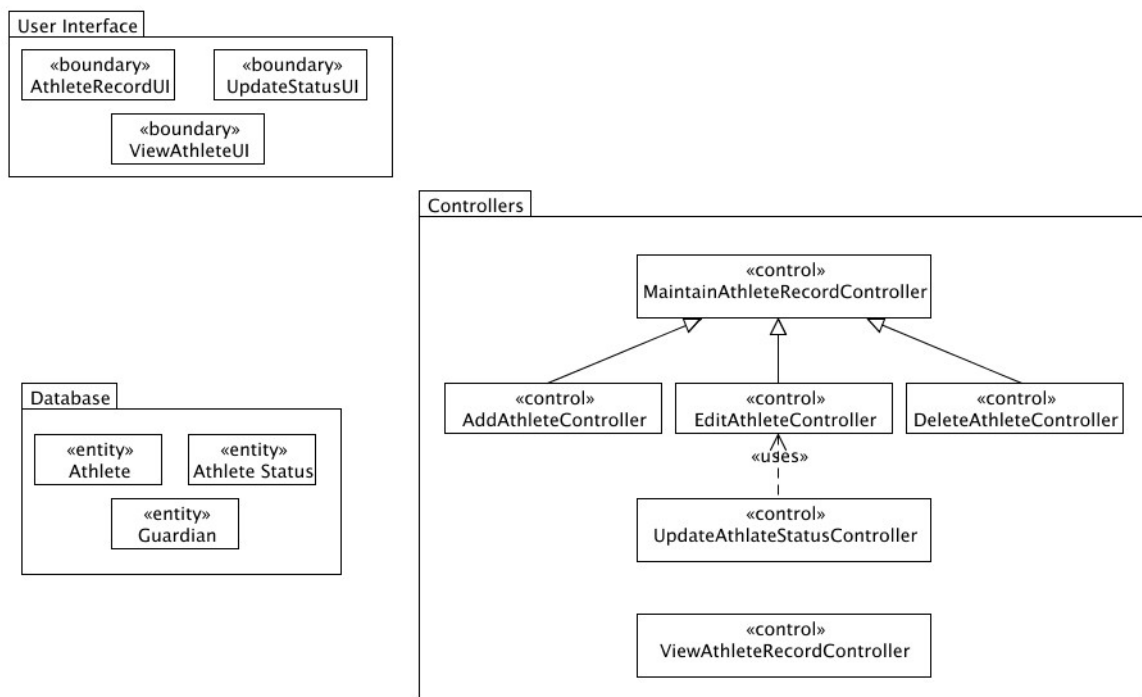 User Interface
«boundary»
AthleteRecordUI
«boundary»
UpdateStatusUI
«boundary»
ViewAthleteUI
Controllers
«control»
MaintainAthleteRecordController
«control»
AddAthleteController
«control»
EditAthleteController
«control»
DeleteAthleteController
«uses»
«control»
UpdateAthlateStatusController
«control»
ViewAthleteRecordController
Database
«entity»
Athlete
«entity»
Athlete Status
«entity»
Guardian